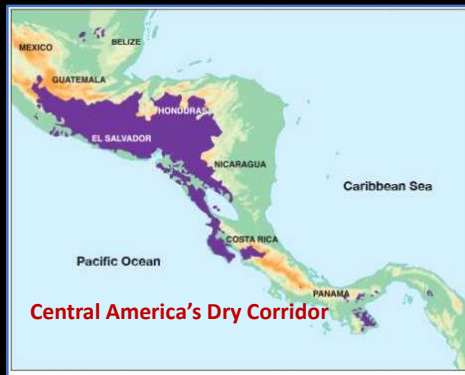 MEXICO
BELIZE
GUATEMALA
HONDURAS
EL SALVADOR
NICARAGUA
Caribbean Sea
COSTA RICA
Pacific Ocean
PANAMA
Central America's Dry Corridor